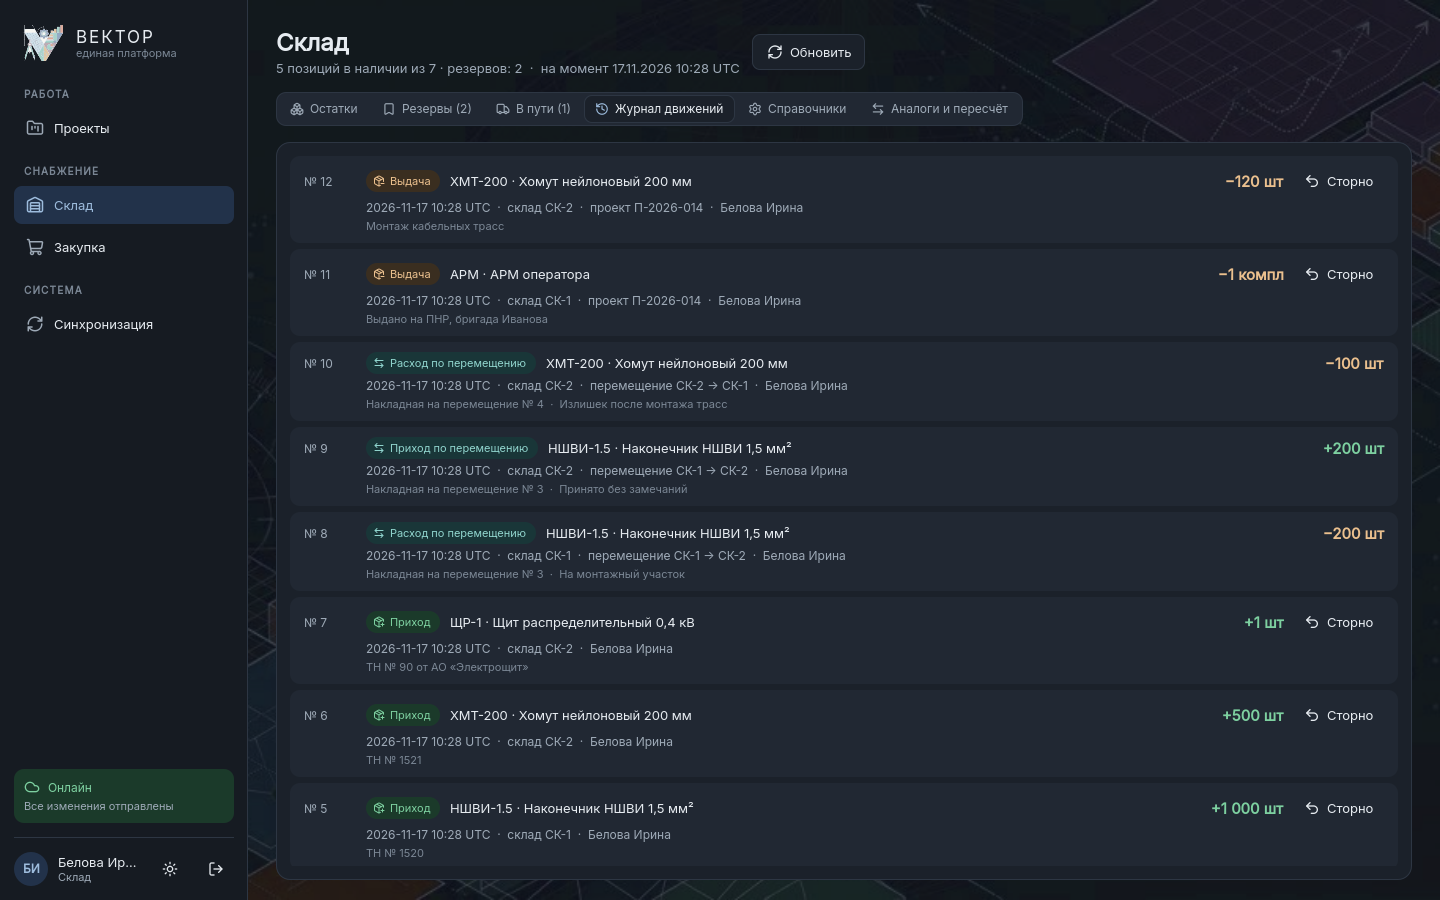 ВЕКТОР
единая платформа
РАБОТА
Проекты
СНАБЖЕНИЕ
Склад
Закупка
СИСТЕМА
Синхронизация
Онлайн
Все изменения отправлены
БИ
Белова Ир...
Склад
Склад
5 позиций в наличии из 7 · резервов: 2 · на момент 17.11.2026 10:28 UTC
Обновить
Остатки Резервы (2) В пути (1) Журнал движений Справочники Аналоги и пересчёт
№ 12 Выдача ХМТ-200 · Хомут нейлоновый 200 мм −120 шт Сторно
2026-11-17 10:28 UTC · склад СК-2 · проект П-2026-014 · Белова Ирина
Монтаж кабельных трасс
№ 11 Выдача АРМ · АРМ оператора −1 компл Сторно
2026-11-17 10:28 UTC · склад СК-1 · проект П-2026-014 · Белова Ирина
Выдано на ПНР, бригада Иванова
№ 10 Расход по перемещению ХМТ-200 · Хомут нейлоновый 200 мм −100 шт
2026-11-17 10:28 UTC · склад СК-2 · перемещение СК-2 → СК-1 · Белова Ирина
Накладная на перемещение № 4 · Излишек после монтажа трасс
№ 9 Приход по перемещению НШВИ-1.5 · Наконечник НШВИ 1,5 мм² +200 шт
2026-11-17 10:28 UTC · склад СК-2 · перемещение СК-1 → СК-2 · Белова Ирина
Накладная на перемещение № 3 · Принято без замечаний
№ 8 Расход по перемещению НШВИ-1.5 · Наконечник НШВИ 1,5 мм² −200 шт
2026-11-17 10:28 UTC · склад СК-1 · перемещение СК-1 → СК-2 · Белова Ирина
Накладная на перемещение № 3 · На монтажный участок
№ 7 Приход ЩР-1 · Щит распределительный 0,4 кВ +1 шт Сторно
2026-11-17 10:28 UTC · склад СК-2 · Белова Ирина
ТН № 90 от АО «Электрощит»
№ 6 Приход ХМТ-200 · Хомут нейлоновый 200 мм +500 шт Сторно
2026-11-17 10:28 UTC · склад СК-2 · Белова Ирина
ТН № 1521
№ 5 Приход НШВИ-1.5 · Наконечник НШВИ 1,5 мм² +1 000 шт Сторно
2026-11-17 10:28 UTC · склад СК-1 · Белова Ирина
ТН № 1520